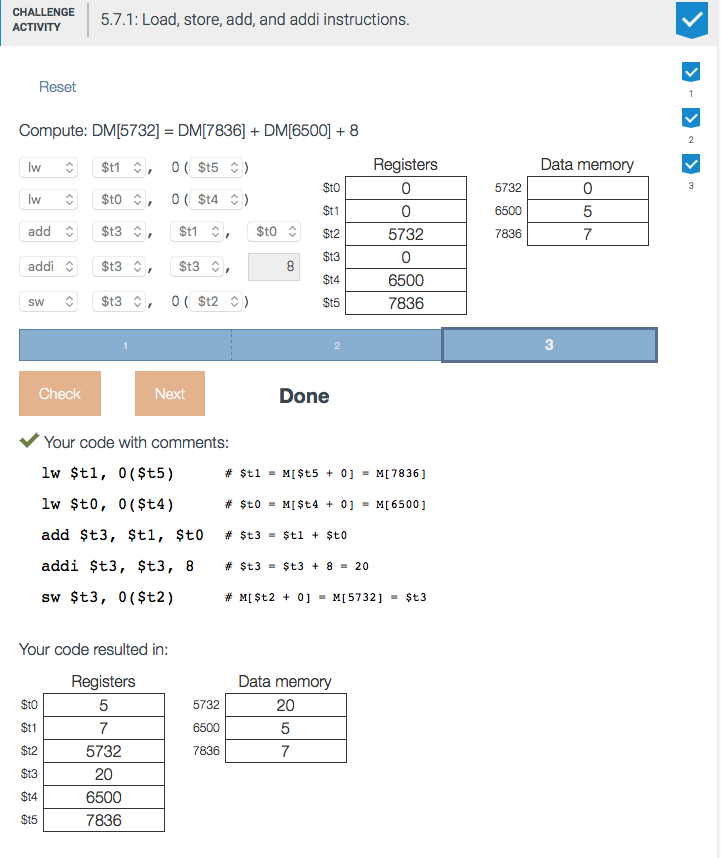 CHALLENGE ACTIVITY
5.7.1: Load, store, add, and addi instructions.
Reset
1
2
3
Compute: DM[5732] = DM[7836] + DM[6500] + 8
lw $t1 , 0 ( $t5 )
lw $t0 , 0 ( $t4 )
add $t3 , $t1 , $t0
addi $t3 , $t3 , 8
sw $t3 , 0 ( $t2 )
Registers
$t0 0
$t1 0
$t2 5732
$t3 0
$t4 6500
$t5 7836
Data memory
5732 0
6500 5
7836 7
1 2 3
Check Next Done
Your code with comments:
lw $t1, 0($t5) # $t1 = M[$t5 + 0] = M[7836]
lw $t0, 0($t4) # $t0 = M[$t4 + 0] = M[6500]
add $t3, $t1, $t0 # $t3 = $t1 + $t0
addi $t3, $t3, 8 # $t3 = $t3 + 8 = 20
sw $t3, 0($t2) # M[$t2 + 0] = M[5732] = $t3
Your code resulted in:
Registers
$t0 5
$t1 7
$t2 5732
$t3 20
$t4 6500
$t5 7836
Data memory
5732 20
6500 5
7836 7